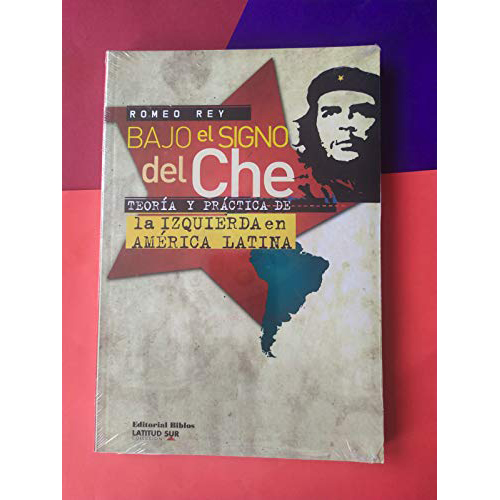 ROMEO REY
BAJO el SIGNO
del Che
TEORÍA Y PRÁCTICA DE
la IZQUIERDA en
AMÉRICA LATINA
Editorial Biblos
LATITUD SUR
COLECCIÓN